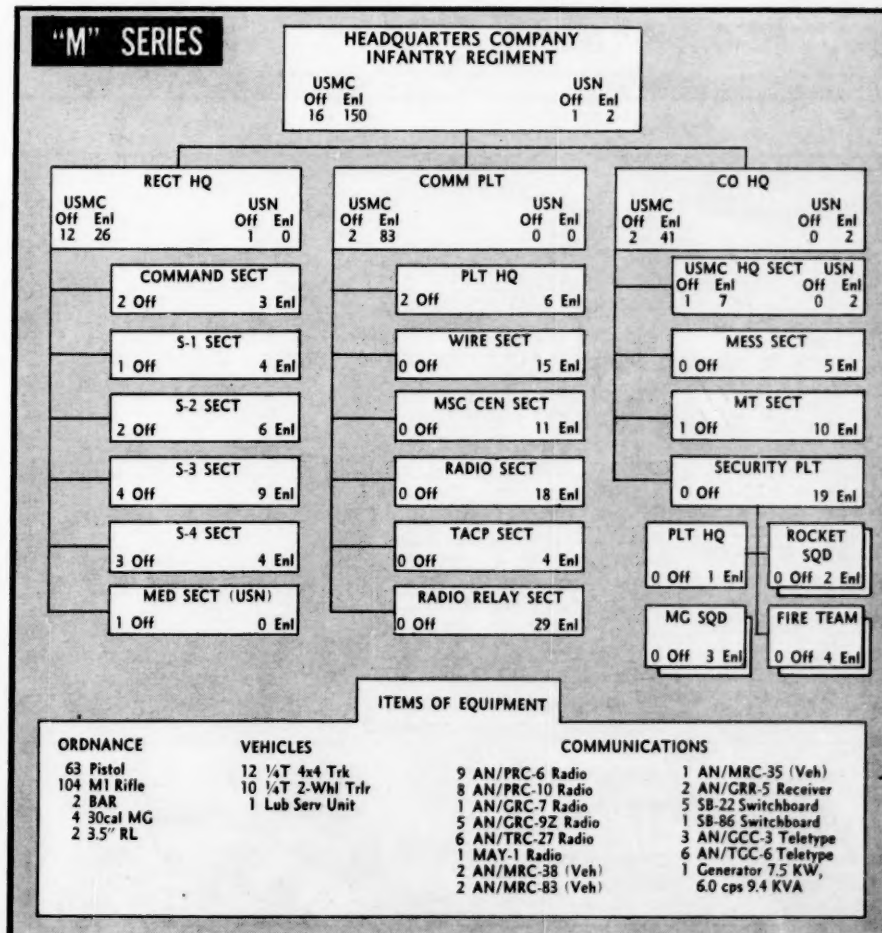 "M" SERIES
HEADQUARTERS COMPANY
INFANTRY REGIMENT
USMC USN
Off Enl Off Enl
16 150 1 2
REGT HQ
USMC USN
Off Enl Off Enl
12 26 1 0
COMMAND SECT
2 Off 3 Enl
S-1 SECT
1 Off 4 Enl
S-2 SECT
2 Off 6 Enl
S-3 SECT
4 Off 9 Enl
S-4 SECT
3 Off 4 Enl
MED SECT (USN)
1 Off 0 Enl
COMM PLT
USMC USN
Off Enl Off Enl
2 83 0 0
PLT HQ
2 Off 6 Enl
WIRE SECT
0 Off 15 Enl
MSG CEN SECT
0 Off 11 Enl
RADIO SECT
0 Off 18 Enl
TACP SECT
0 Off 4 Enl
RADIO RELAY SECT
0 Off 29 Enl
CO HQ
USMC USN
Off Enl Off Enl
2 41 0 2
USMC HQ SECT USN
Off Enl Off Enl
1 7 0 2
MESS SECT
0 Off 5 Enl
MT SECT
1 Off 10 Enl
SECURITY PLT
0 Off 19 Enl
PLT HQ
0 Off 1 Enl
ROCKET
SQD
0 Off 2 Enl
MG SQD
0 Off 3 Enl
FIRE TEAM
0 Off 4 Enl
ITEMS OF EQUIPMENT
ORDNANCE
63 Pistol
104 M1 Rifle
2 BAR
4 30cal MG
2 3.5" RL
VEHICLES
12 ¼T 4x4 Trk
10 ¼T 2-Whl Trlr
1 Lub Serv Unit
COMMUNICATIONS
9 AN/PRC-6 Radio
8 AN/PRC-10 Radio
1 AN/GRC-7 Radio
5 AN/GRC-9Z Radio
6 AN/TRC-27 Radio
1 MAY-1 Radio
2 AN/MRC-38 (Veh)
2 AN/MRC-83 (Veh)
1 AN/MRC-35 (Veh)
2 AN/GRR-5 Receiver
5 SB-22 Switchboard
1 SB-86 Switchboard
3 AN/GCC-3 Teletype
6 AN/TGC-6 Teletype
1 Generator 7.5 KW,
6.0 cps 9.4 KVA